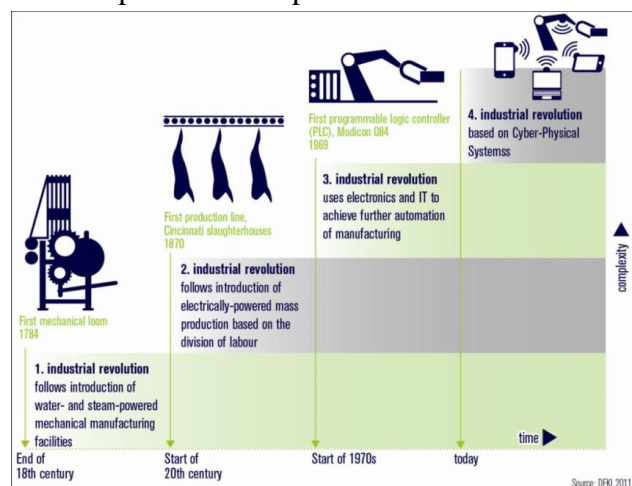 First programmable logic controller
(PLC), Modicon 084
1969
4. industrial revolution
based on Cyber-Physical
Systemss
First production line,
Cincinnati slaughterhouses
1870
3. industrial revolution
uses electronics and IT to
achieve further automation
of manufacturing
First mechanical loom
1784
2. industrial revolution
follows introduction of
electrically-powered mass
production based on the
division of labour
complexity
1. industrial revolution
follows introduction of
water- and steam-powered
mechanical manufacturing
facilities
time
End of
18th century
Start of
20th century
Start of 1970s
today
Source: DFKI 2011